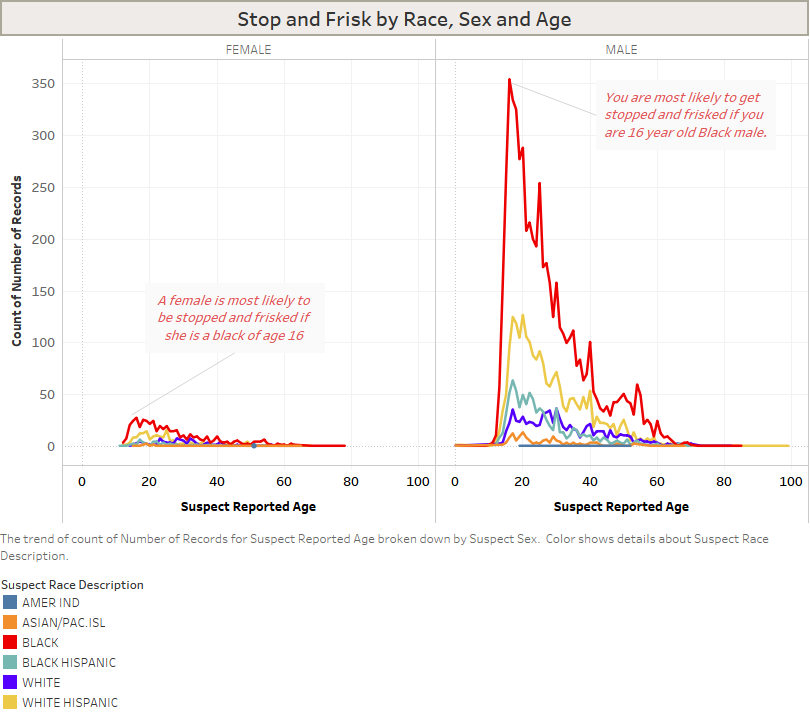 Stop and Frisk by Race, Sex and Age
FEMALE
MALE
Count of Number of Records
350
300
250
200
150
100
50
0
A female is most likely to
be stopped and frisked if
she is a black of age 16
You are most likely to get
stopped and frisked if you
are 16 year old Black male.
0 20 40 60 80 100
0 20 40 60 80 100
Suspect Reported Age
Suspect Reported Age
The trend of count of Number of Records for Suspect Reported Age broken down by Suspect Sex. Color shows details about Suspect Race
Description.
Suspect Race Description
AMER IND
ASIAN/PAC.ISL
BLACK
BLACK HISPANIC
WHITE
WHITE HISPANIC